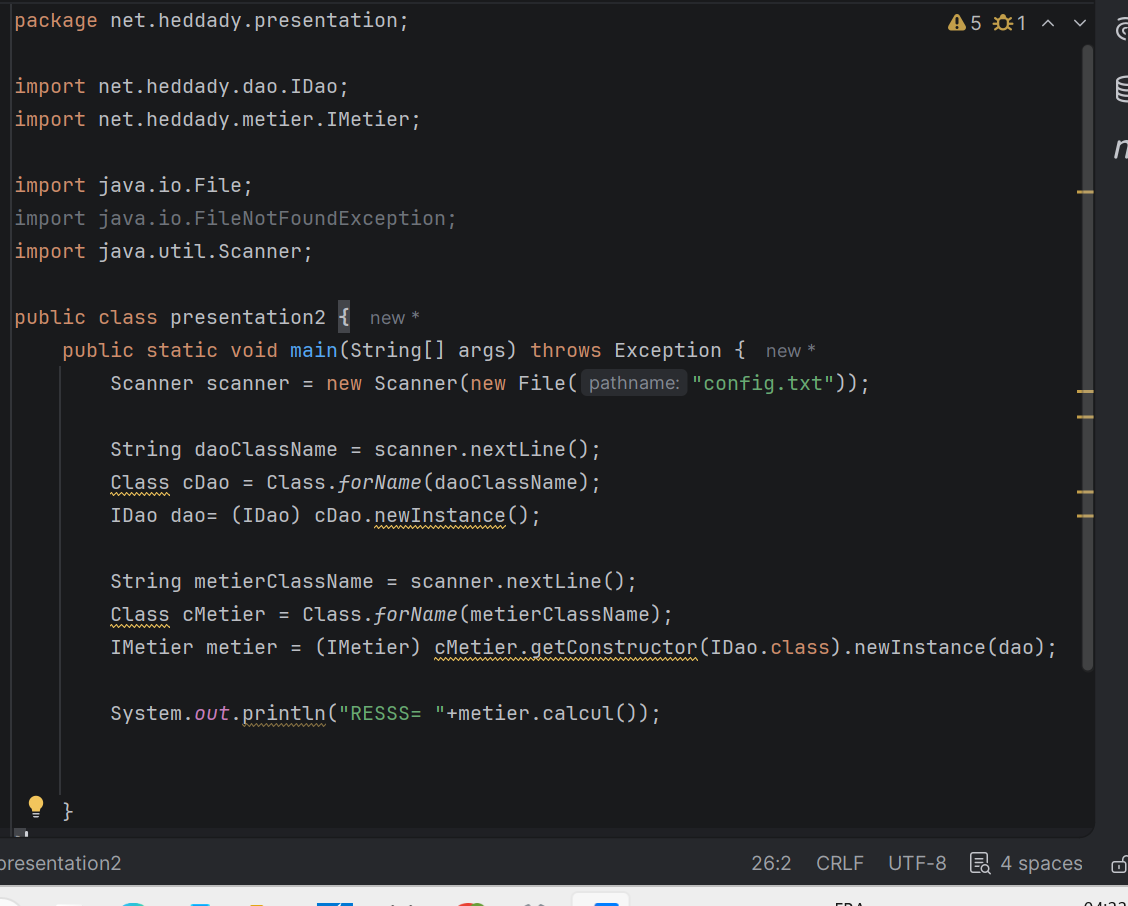 package net.heddady.presentation;
5 1
import net.heddady.dao.IDao;
import net.heddady.metier.IMetier;
import java.io.File;
import java.io.FileNotFoundException;
import java.util.Scanner;
public class presentation2 { new *
public static void main(String[] args) throws Exception { new *
Scanner scanner = new Scanner(new File( pathname: "config.txt"));
String daoClassName = scanner.nextLine();
Class cDao = Class.forName(daoClassName);
IDao dao= (IDao) cDao.newInstance();
String metierClassName = scanner.nextLine();
Class cMetier = Class.forName(metierClassName);
IMetier metier = (IMetier) cMetier.getConstructor(IDao.class).newInstance(dao);
System.out.println("RESSS= "+metier.calcul());
}
presentation2 26:2 CRLF UTF-8 4 spaces